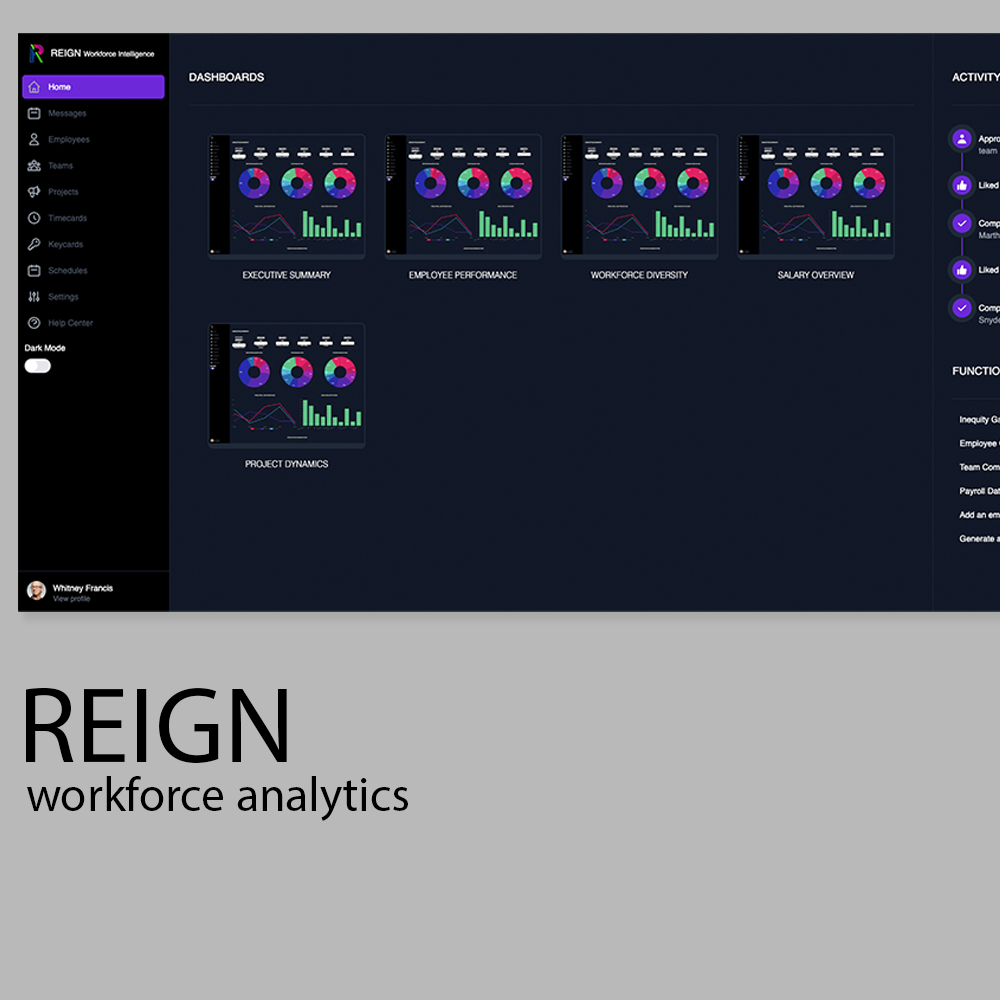 REIGN Workforce Intelligence
Home
Messages
Employees
Teams
Projects
Timecards
Keycards
Schedules
Settings
Help Center
Dark Mode
Whitney Francis
View profile
DASHBOARDS
EXECUTIVE SUMMARY
EMPLOYEE PERFORMANCE
WORKFORCE DIVERSITY
SALARY OVERVIEW
PROJECT DYNAMICS
ACTIVITY
Appro
team
Liked
Comp
Marth
Liked
Comp
Snyde
FUNCTIO
Inequity Ga
Employee
Team Com
Payroll Dat
Add an em
Generate a
REIGN
workforce analytics